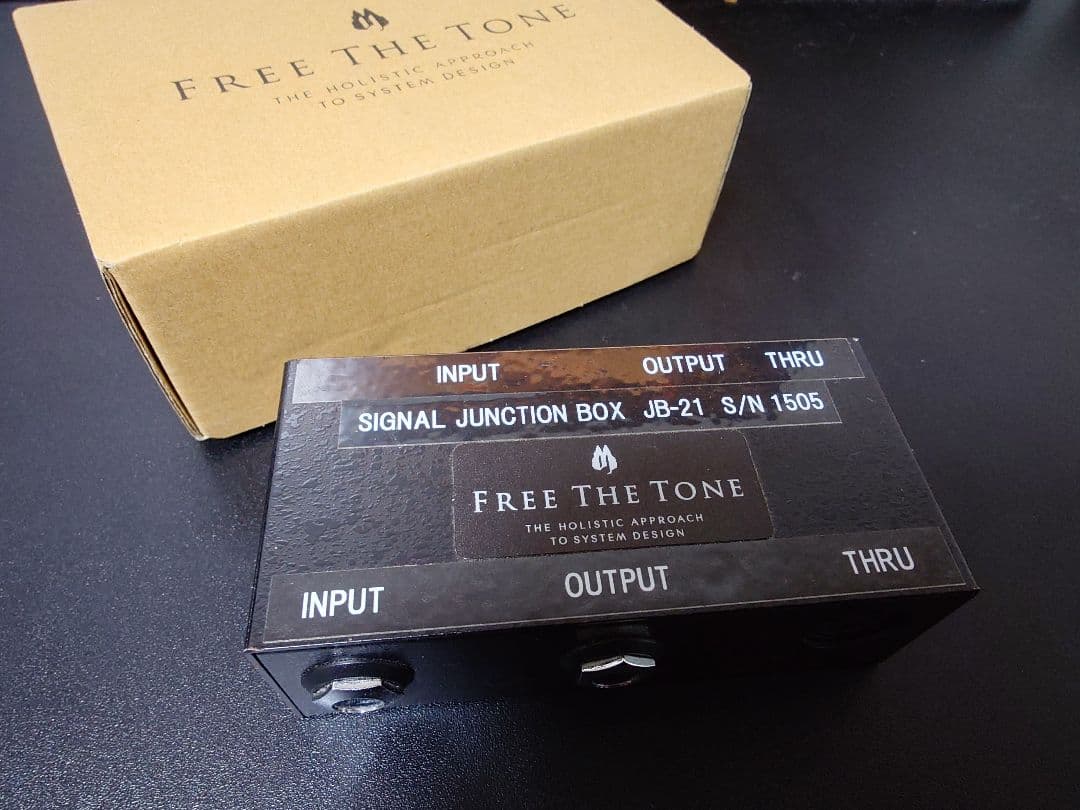 FREE THE TONE
THE HOLISTIC APPROACH
TO SYSTEM DESIGN
INPUT OUTPUT THRU
SIGNAL JUNCTION BOX JB-21 S/N 1505
FREE THE TONE
THE HOLISTIC APPROACH
TO SYSTEM DESIGN
INPUT OUTPUT THRU